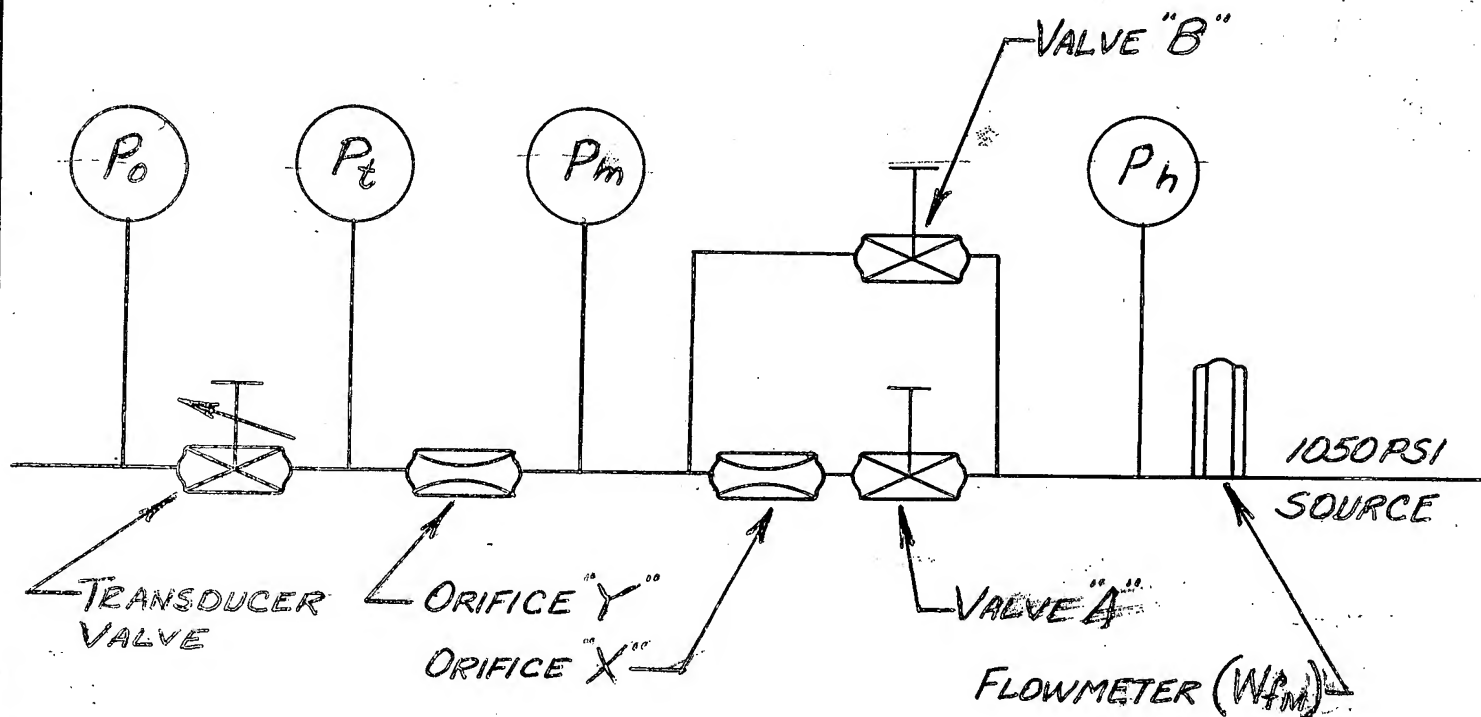 VALVE "B"
Po
Pt
Pm
Ph
1050 PSI
SOURCE
TRANSDUCER
VALVE
ORIFICE "Y"
ORIFICE "X"
VALVE "A"
FLOWMETER (WfM)